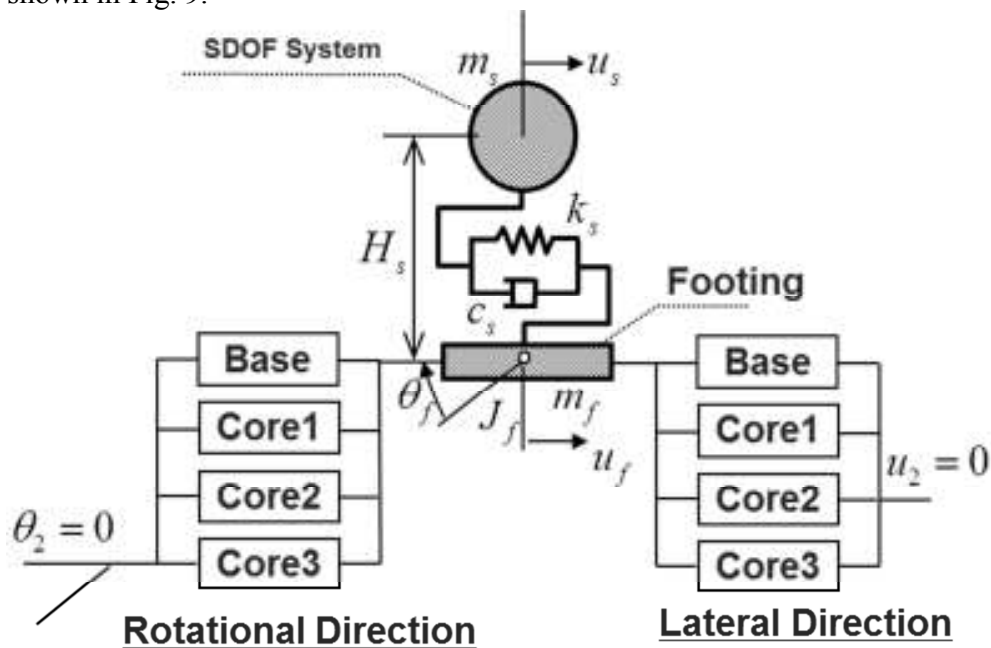 shown in Fig. 9.
SDOF System
m_s
u_s
H_s
k_s
c_s
Footing
Base
Core1
Core2
Core3
θ_f
J_f
m_f
u_f
Base
Core1
Core2
Core3
u_2 = 0
θ_2 = 0
Rotational Direction
Lateral Direction